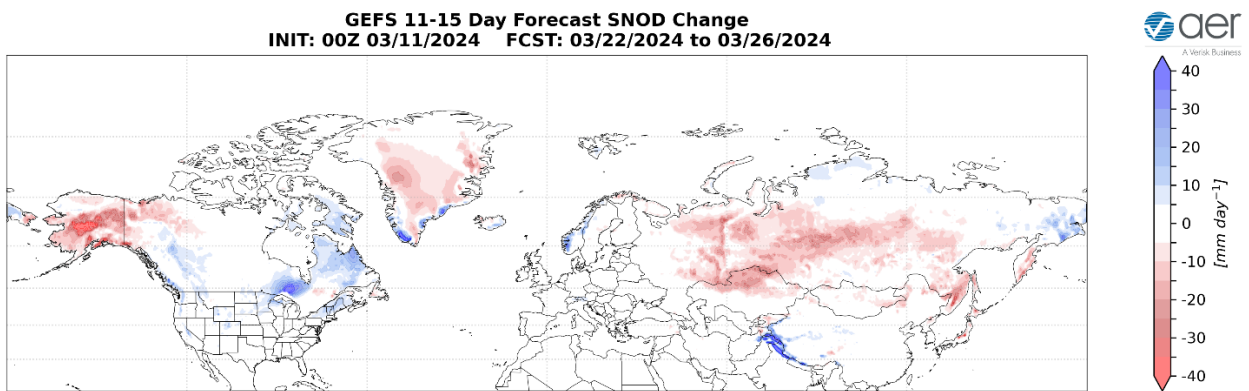 GEFS 11-15 Day Forecast SNOD Change
INIT: 00Z 03/11/2024 FCST: 03/22/2024 to 03/26/2024
aer
A Verisk Business
40
30
20
10
0
-10
-20
-30
-40
[mm day⁻¹]